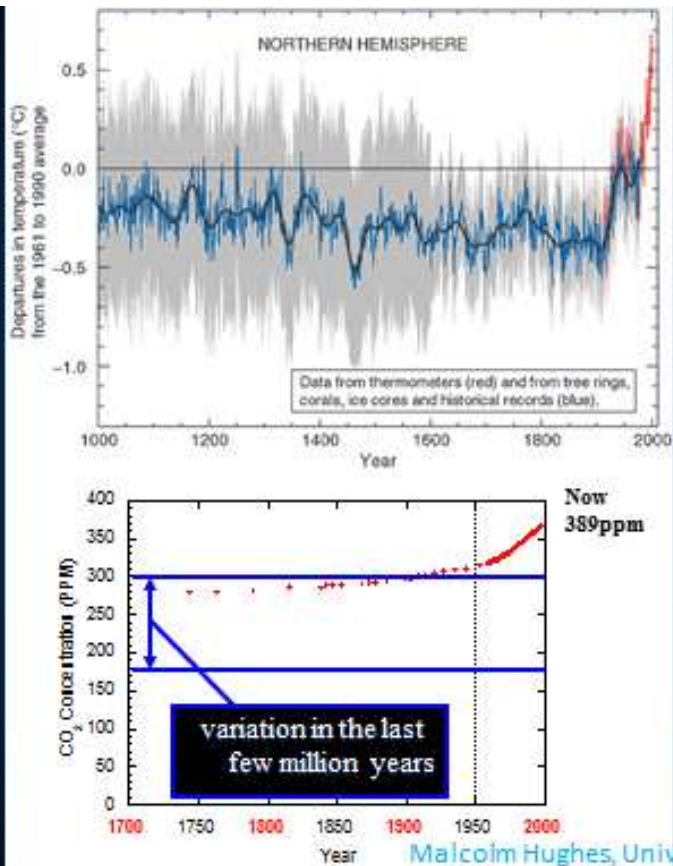 NORTHERN HEMISPHERE
Departures in temperature (°C)
from the 1961 to 1990 average
0.5
0.0
−0.5
−1.0
Data from thermometers (red) and from tree rings,
corals, ice cores and historical records (blue).
1000 1200 1400 1600 1800 2000
Year
Now
389ppm
CO₂ Concentration (PPM)
400
350
300
250
200
150
100
50
0
variation in the last
few million years
1700 1750 1800 1850 1900 1950 2000
Year
Malcolm Hughes, Univ